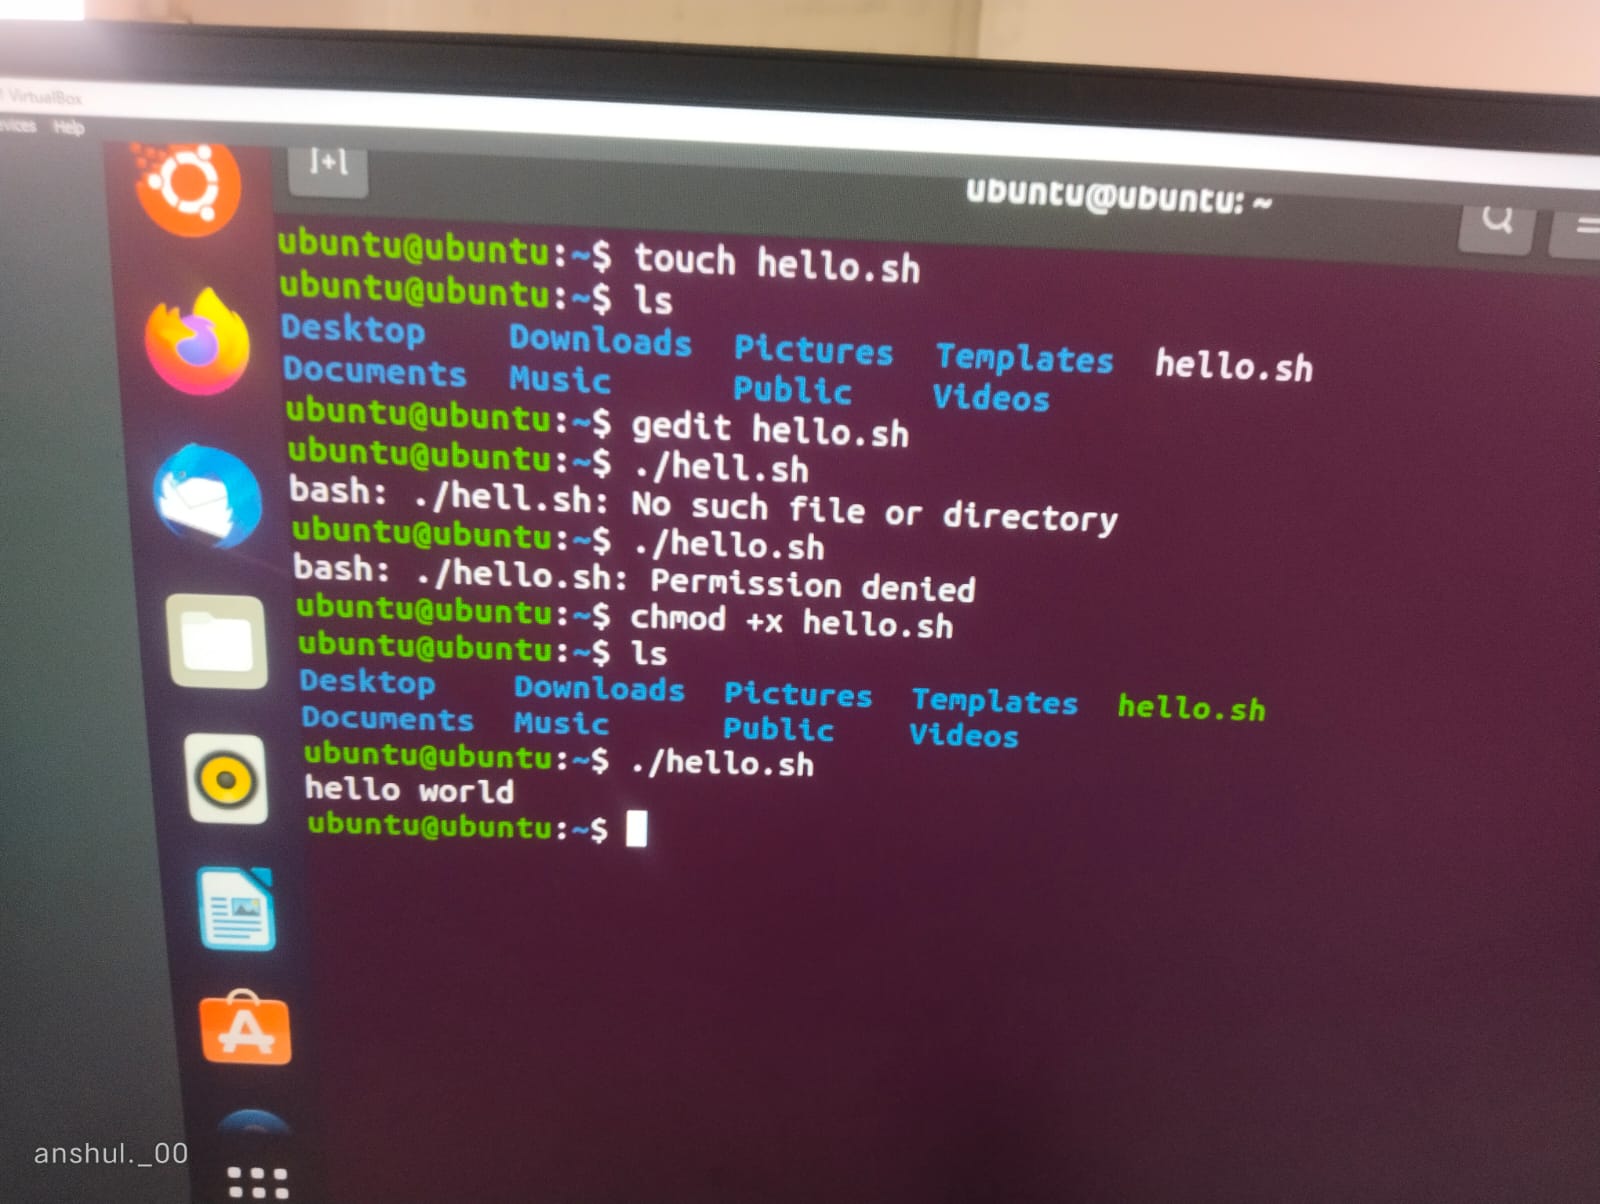 VirtualBox
Help
ubuntu@ubuntu: ~
ubuntu@ubuntu:~$ touch hello.sh
ubuntu@ubuntu:~$ ls
Desktop Downloads Pictures Templates hello.sh
Documents Music Public Videos
ubuntu@ubuntu:~$ gedit hello.sh
ubuntu@ubuntu:~$ ./hell.sh
bash: ./hell.sh: No such file or directory
ubuntu@ubuntu:~$ ./hello.sh
bash: ./hello.sh: Permission denied
ubuntu@ubuntu:~$ chmod +x hello.sh
ubuntu@ubuntu:~$ ls
Desktop Downloads Pictures Templates hello.sh
Documents Music Public Videos
ubuntu@ubuntu:~$ ./hello.sh
hello world
ubuntu@ubuntu:~$
anshul._00